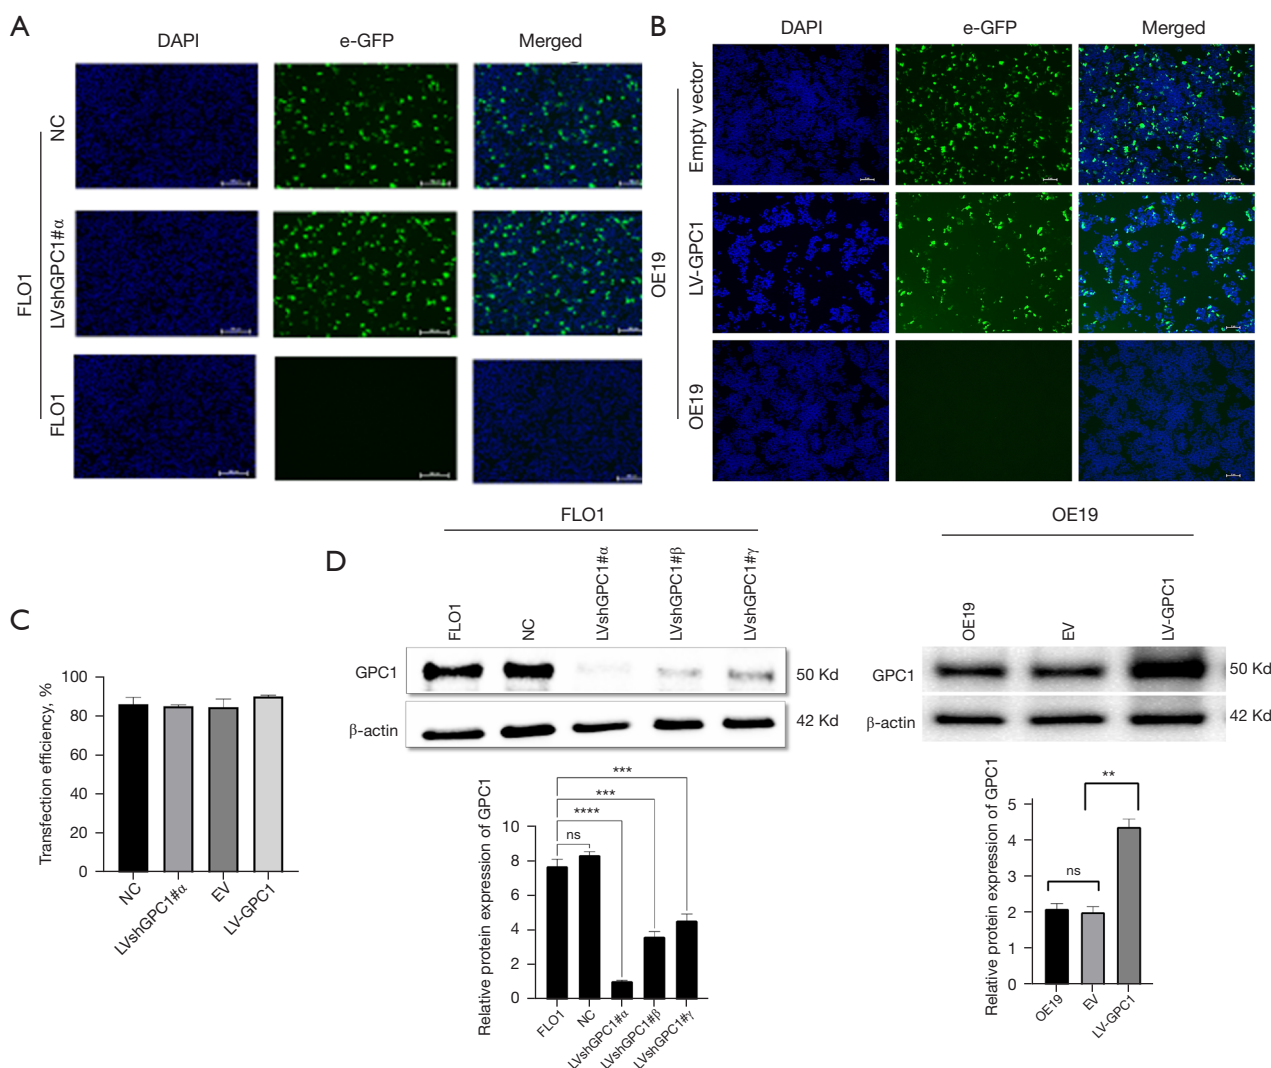 A
DAPI
e-GFP
Merged
FLO1
NC
LVshGPC1#α
FLO1
B
DAPI
e-GFP
Merged
OE19
Empty vector
LV-GPC1
OE19
C
Transfection efficiency, %
100
80
60
40
20
0
NC
LVshGPC1#α
EV
LV-GPC1
D
FLO1
FLO1
NC
LVshGPC1#α
LVshGPC1#β
LVshGPC1#γ
GPC1
50 Kd
β-actin
42 Kd
Relative protein expression of GPC1
10
8
6
4
2
0
ns
****
***
***
FLO1
NC
LVshGPC1#α
LVshGPC1#β
LVshGPC1#γ
OE19
OE19
EV
LV-GPC1
GPC1
50 Kd
β-actin
42 Kd
Relative protein expression of GPC1
5
4
3
2
1
0
ns
**
OE19
EV
LV-GPC1